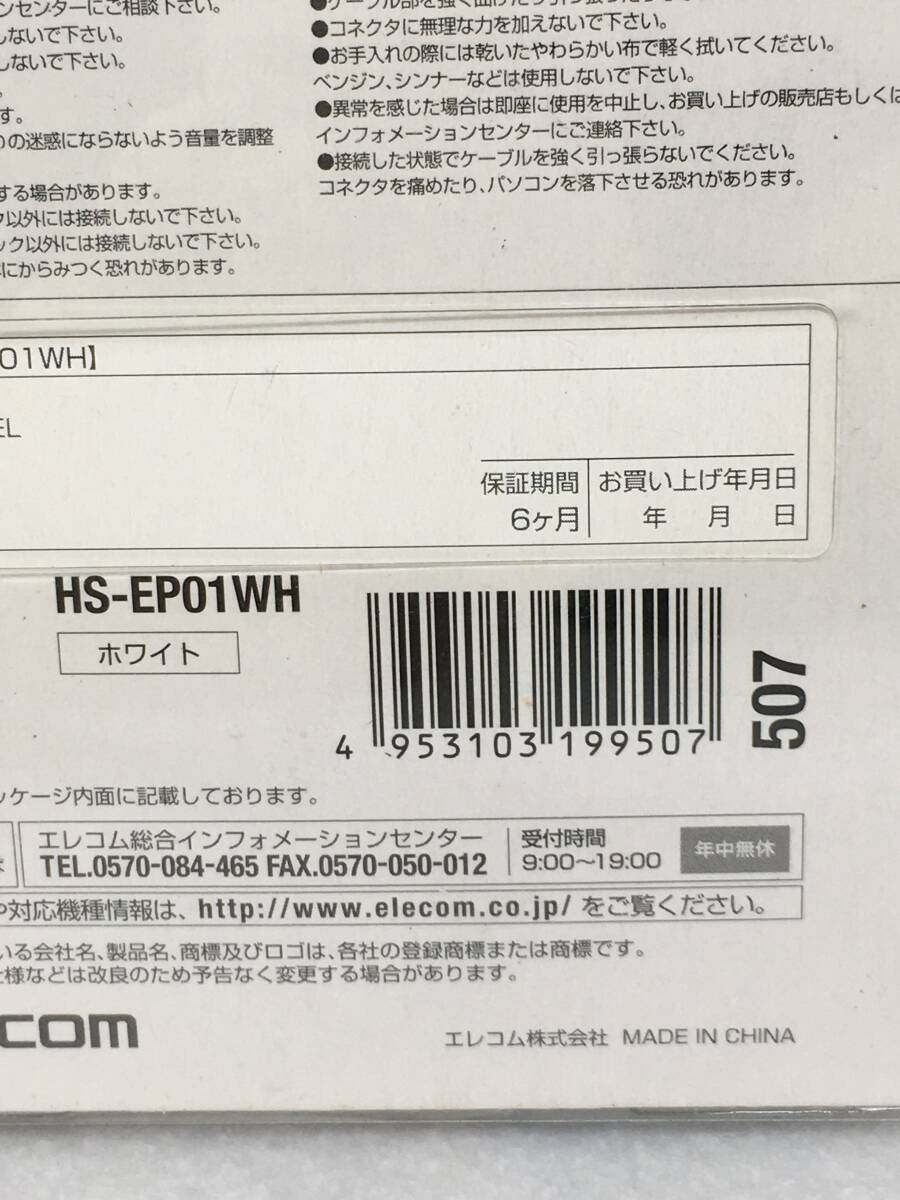 ンセンターにご相談下さい。
しないで下さい。
しないで下さい。
。
す。
の迷惑にならないよう音量を調整
する場合があります。
ク以外には接続しないで下さい。
ック以外には接続しないで下さい。
にからみつく恐れがあります。
●コネクタに無理な力を加えないで下さい。
●お手入れの際には乾いたやわらかい布で軽く拭いてください。
ベンジン、シンナーなどは使用しないで下さい。
●異常を感じた場合は即座に使用を中止し、お買い上げの販売店もしくは
インフォメーションセンターにご連絡下さい。
●接続した状態でケーブルを強く引っ張らないでください。
コネクタを痛めたり、パソコンを落下させる恐れがあります。
01WH】
EL
保証期間 お買い上げ年月日
6ヶ月 年 月 日
HS-EP01WH
ホワイト
4 953103 199507
507
ッケージ内面に記載しております。
エレコム総合インフォメーションセンター 受付時間
TEL.0570-084-465 FAX.0570-050-012 9:00〜19:00 年中無休
や対応機種情報は、http://www.elecom.co.jp/ をご覧ください。
いる会社名、製品名、商標及びロゴは、各社の登録商標または商標です。
仕様などは改良のため予告なく変更する場合があります。
COM
エレコム株式会社 MADE IN CHINA